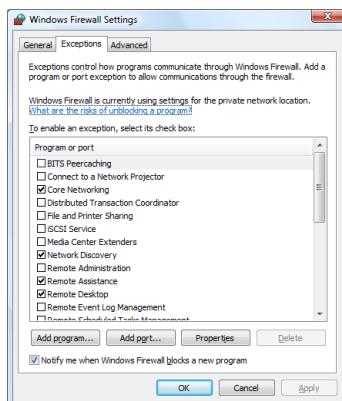 Windows Firewall Settings
General Exceptions Advanced
Exceptions control how programs communicate through Windows Firewall. Add a
program or port exception to allow communications through the firewall.
Windows Firewall is currently using settings for the private network location.
What are the risks of unblocking a program?
To enable an exception, select its check box:
Program or port
BITS Peercaching
Connect to a Network Projector
Core Networking
Distributed Transaction Coordinator
File and Printer Sharing
iSCSI Service
Media Center Extenders
Network Discovery
Remote Administration
Remote Assistance
Remote Desktop
Remote Event Log Management
Remote Scheduled Tasks Management
Add program... Add port... Properties Delete
Notify me when Windows Firewall blocks a new program
OK Cancel Apply